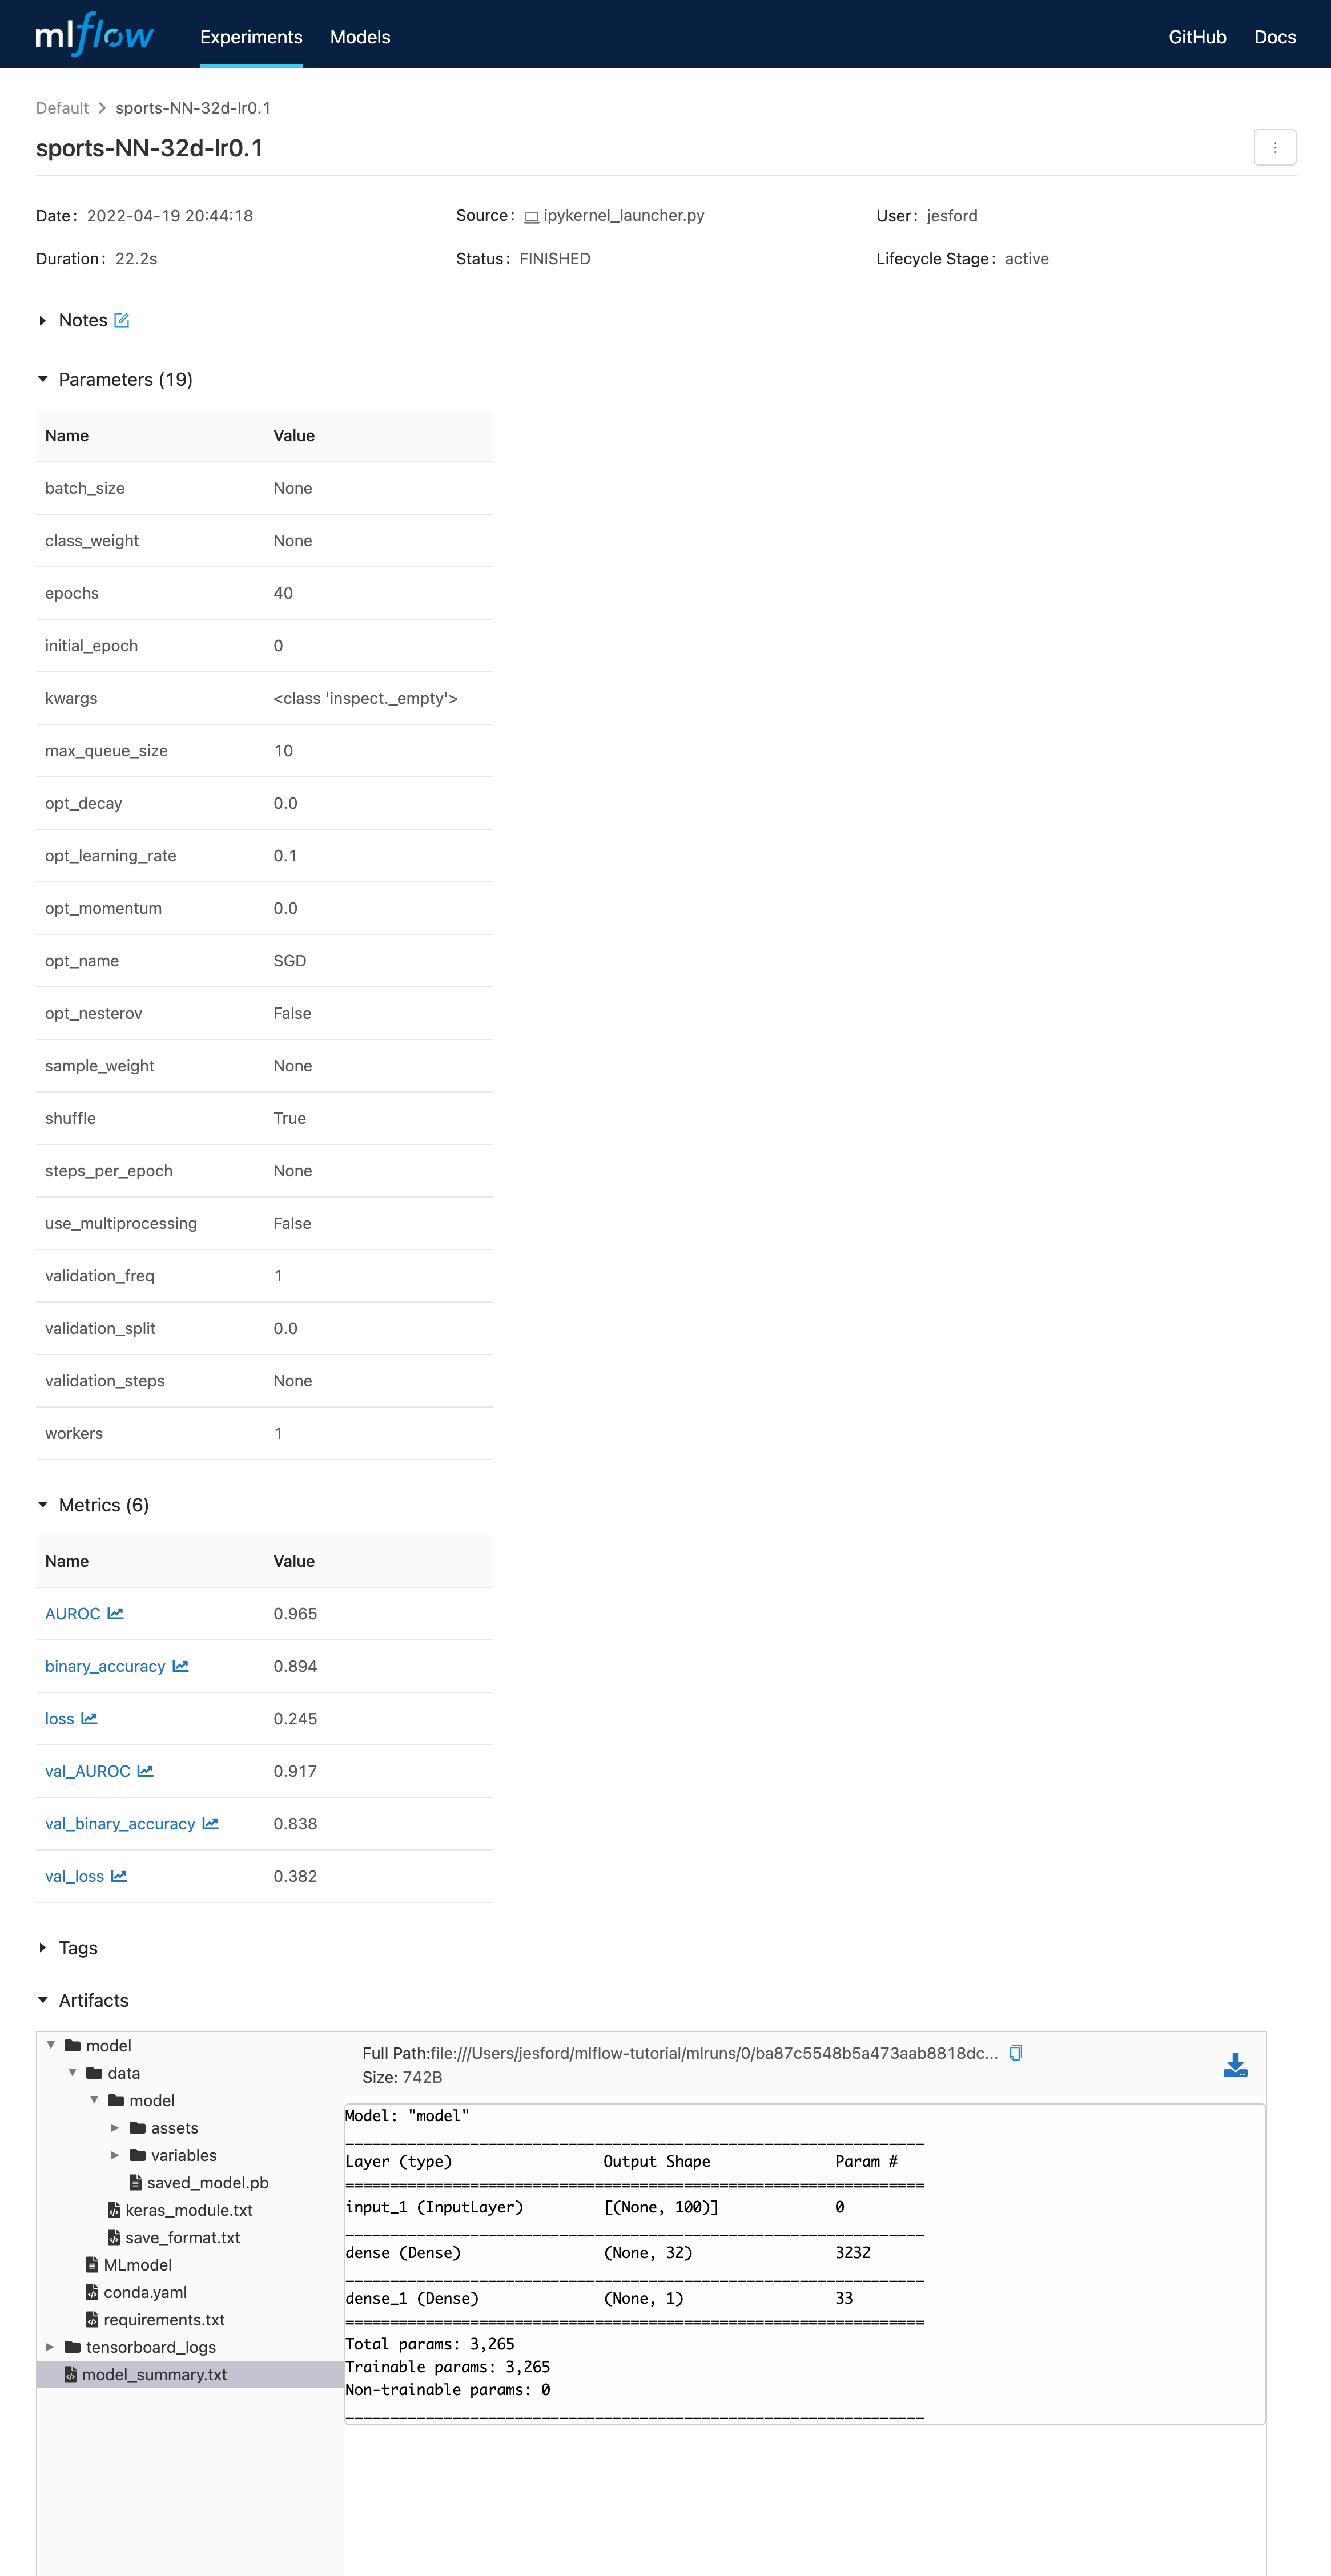 mlflow Experiments Models GitHub Docs
Default > sports-NN-32d-lr0.1
sports-NN-32d-lr0.1
Date: 2022-04-19 20:44:18 Source: ipykernel_launcher.py User: jesford
Duration: 22.2s Status: FINISHED Lifecycle Stage: active
Notes
Parameters (19)
Name Value
batch_size None
class_weight None
epochs 40
initial_epoch 0
kwargs <class 'inspect._empty'>
max_queue_size 10
opt_decay 0.0
opt_learning_rate 0.1
opt_momentum 0.0
opt_name SGD
opt_nesterov False
sample_weight None
shuffle True
steps_per_epoch None
use_multiprocessing False
validation_freq 1
validation_split 0.0
validation_steps None
workers 1
Metrics (6)
Name Value
AUROC 0.965
binary_accuracy 0.894
loss 0.245
val_AUROC 0.917
val_binary_accuracy 0.838
val_loss 0.382
Tags
Artifacts
model
data
model
assets
variables
saved_model.pb
keras_module.txt
save_format.txt
MLmodel
conda.yaml
requirements.txt
tensorboard_logs
model_summary.txt
Full Path:file:///Users/jesford/mlflow-tutorial/mlruns/0/ba87c5548b5a473aab8818dc...
Size: 742B
Model: "model"
_________________________________________________________________
Layer (type) Output Shape Param #
=================================================================
input_1 (InputLayer) [(None, 100)] 0
_________________________________________________________________
dense (Dense) (None, 32) 3232
_________________________________________________________________
dense_1 (Dense) (None, 1) 33
=================================================================
Total params: 3,265
Trainable params: 3,265
Non-trainable params: 0
_________________________________________________________________